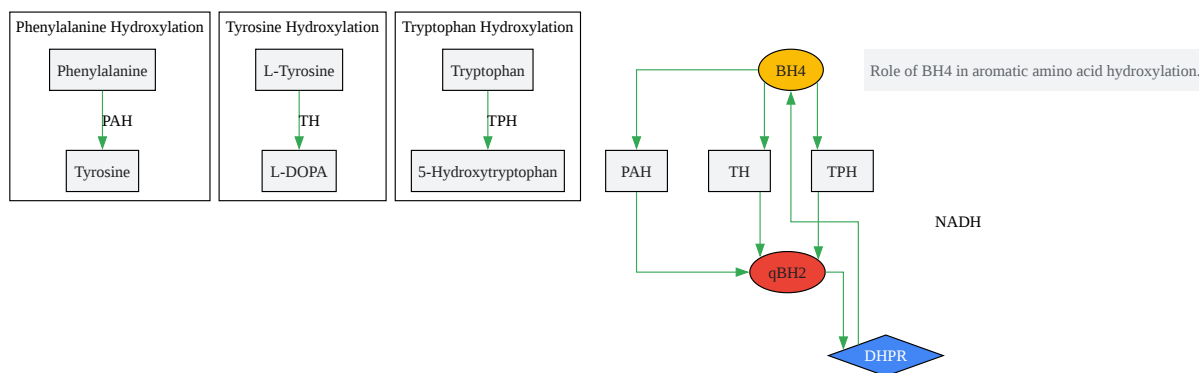 Phenylalanine Hydroxylation
Phenylalanine
PAH
Tyrosine
Tyrosine Hydroxylation
L-Tyrosine
TH
L-DOPA
Tryptophan Hydroxylation
Tryptophan
TPH
5-Hydroxytryptophan
BH4
PAH
TH
TPH
NADH
qBH2
DHPR
Role of BH4 in aromatic amino acid hydroxylation.